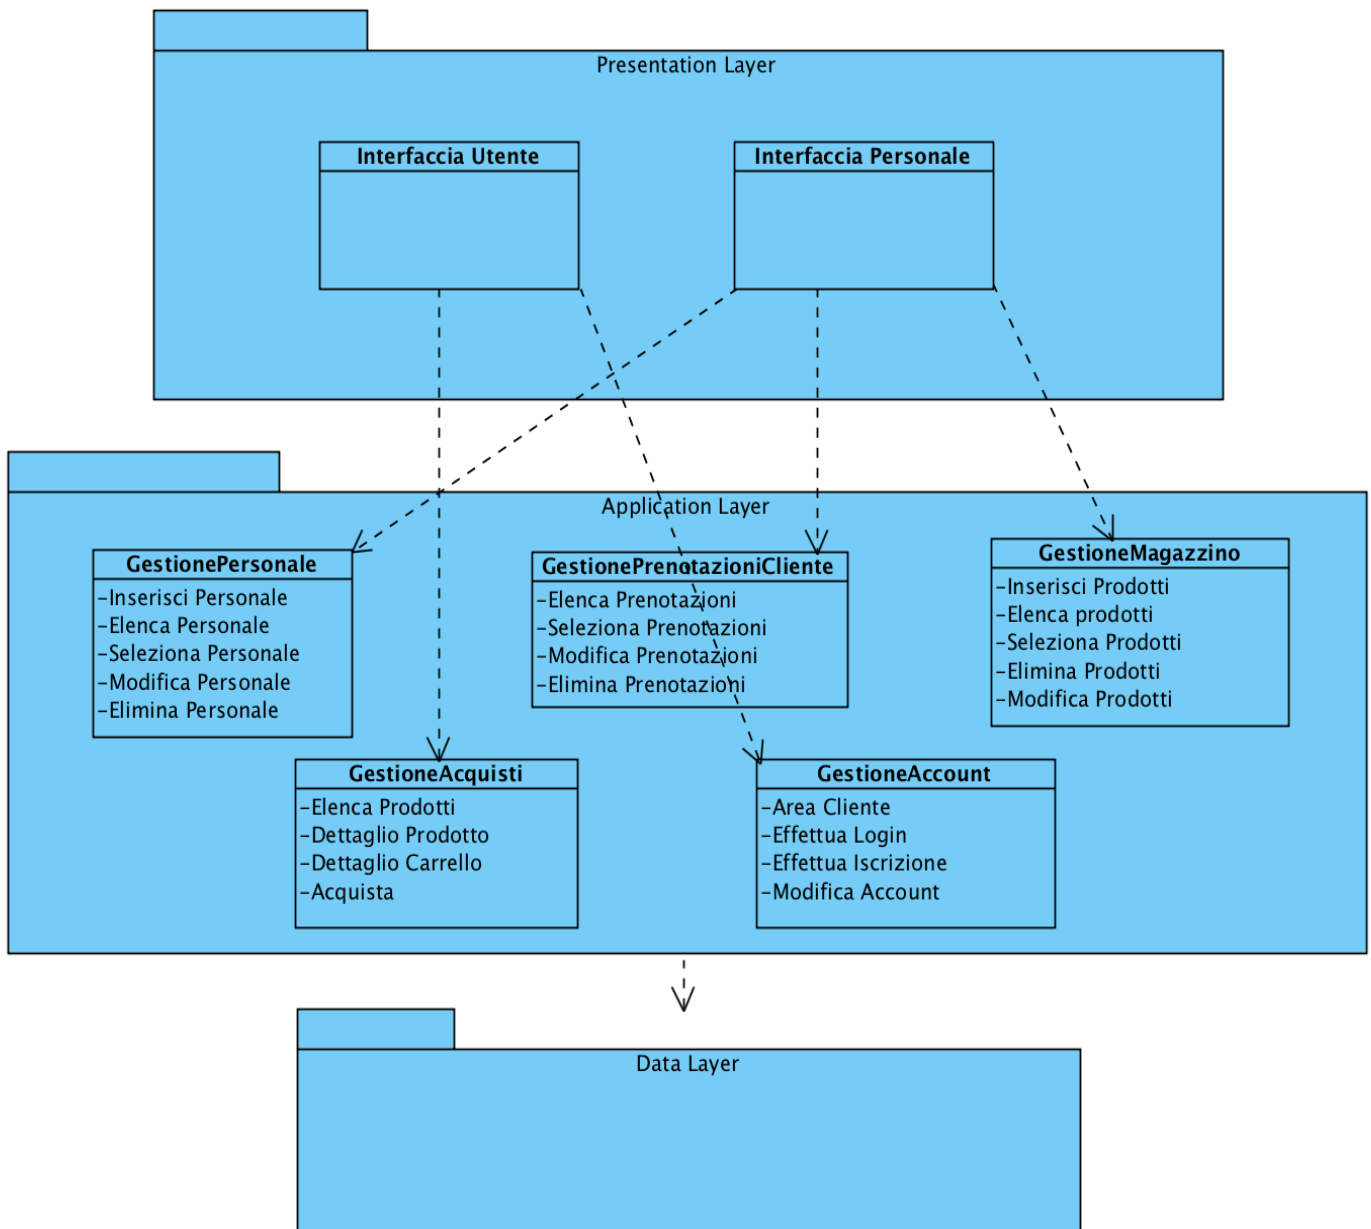 Presentation Layer
Interfaccia Utente
Interfaccia Personale
Application Layer
GestionePersonale
-Inserisci Personale
-Elenca Personale
-Seleziona Personale
-Modifica Personale
-Elimina Personale
GestionePrenotazioniCliente
-Elenca Prenotazioni
-Seleziona Prenotazioni
-Modifica Prenotazioni
-Elimina Prenotazioni
GestioneMagazzino
-Inserisci Prodotti
-Elenca prodotti
-Seleziona Prodotti
-Elimina Prodotti
-Modifica Prodotti
GestioneAcquisti
-Elenca Prodotti
-Dettaglio Prodotto
-Dettaglio Carrello
-Acquista
GestioneAccount
-Area Cliente
-Effettua Login
-Effettua Iscrizione
-Modifica Account
Data Layer